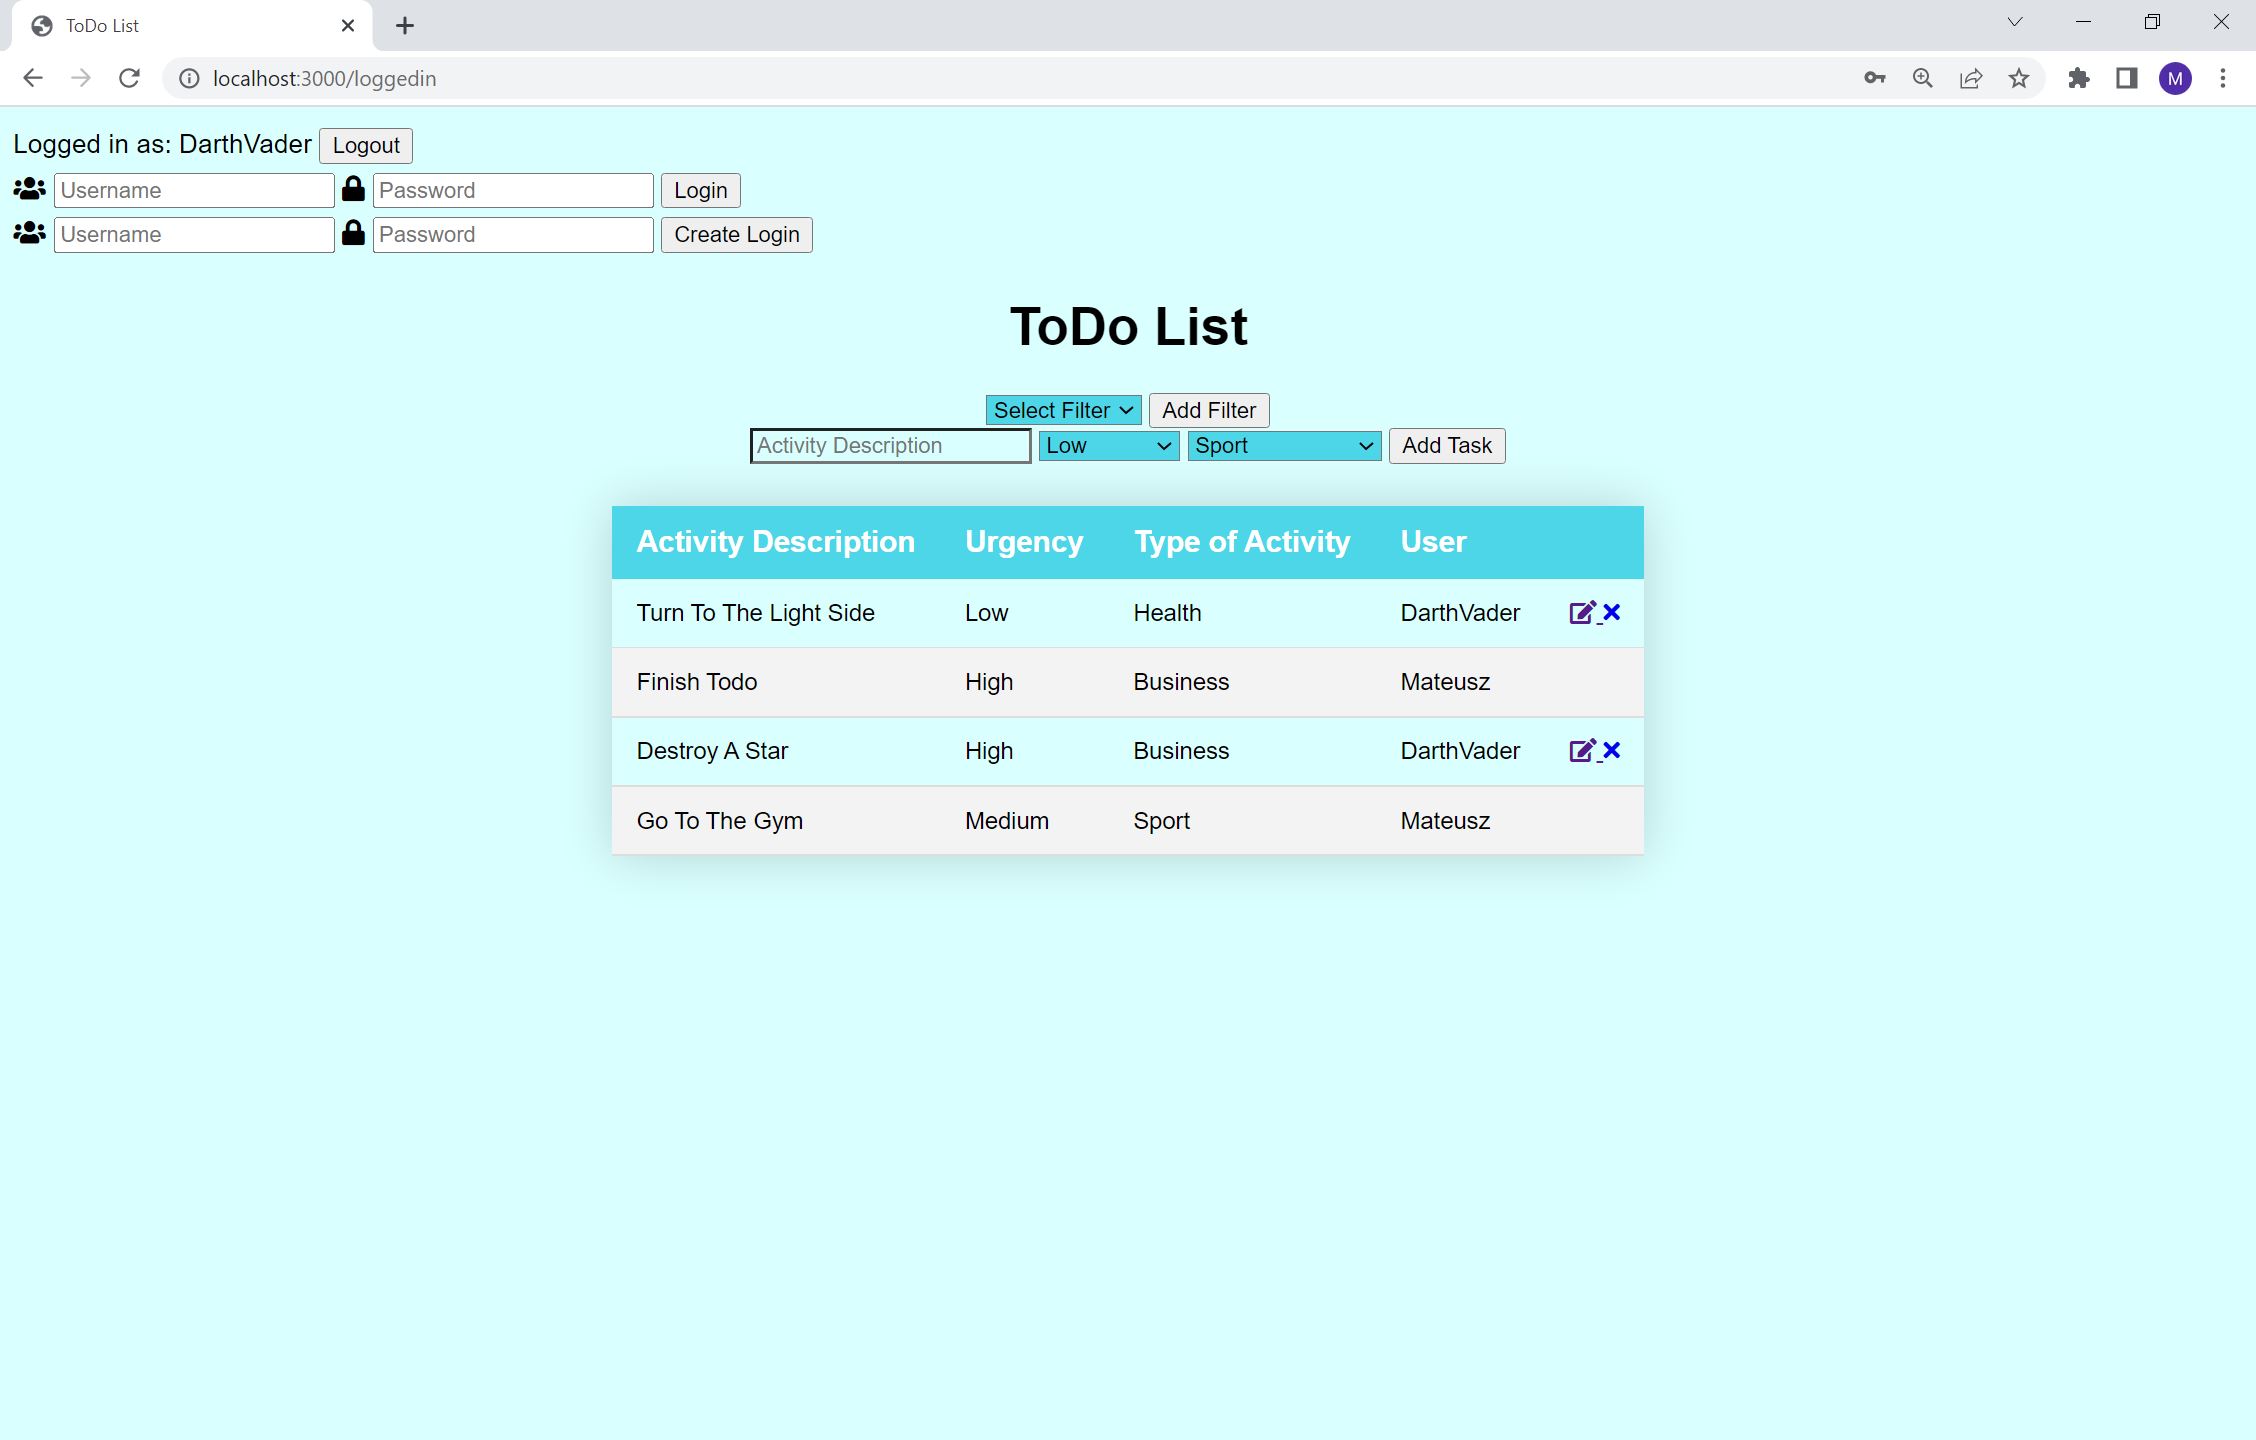 ToDo List
localhost:3000/loggedin
M
Logged in as: DarthVader Logout
Username Password Login
Username Password Create Login
ToDo List
Select Filter Add Filter
Activity Description Low Sport Add Task
Activity Description Urgency Type of Activity User
Turn To The Light Side Low Health DarthVader
Finish Todo High Business Mateusz
Destroy A Star High Business DarthVader
Go To The Gym Medium Sport Mateusz